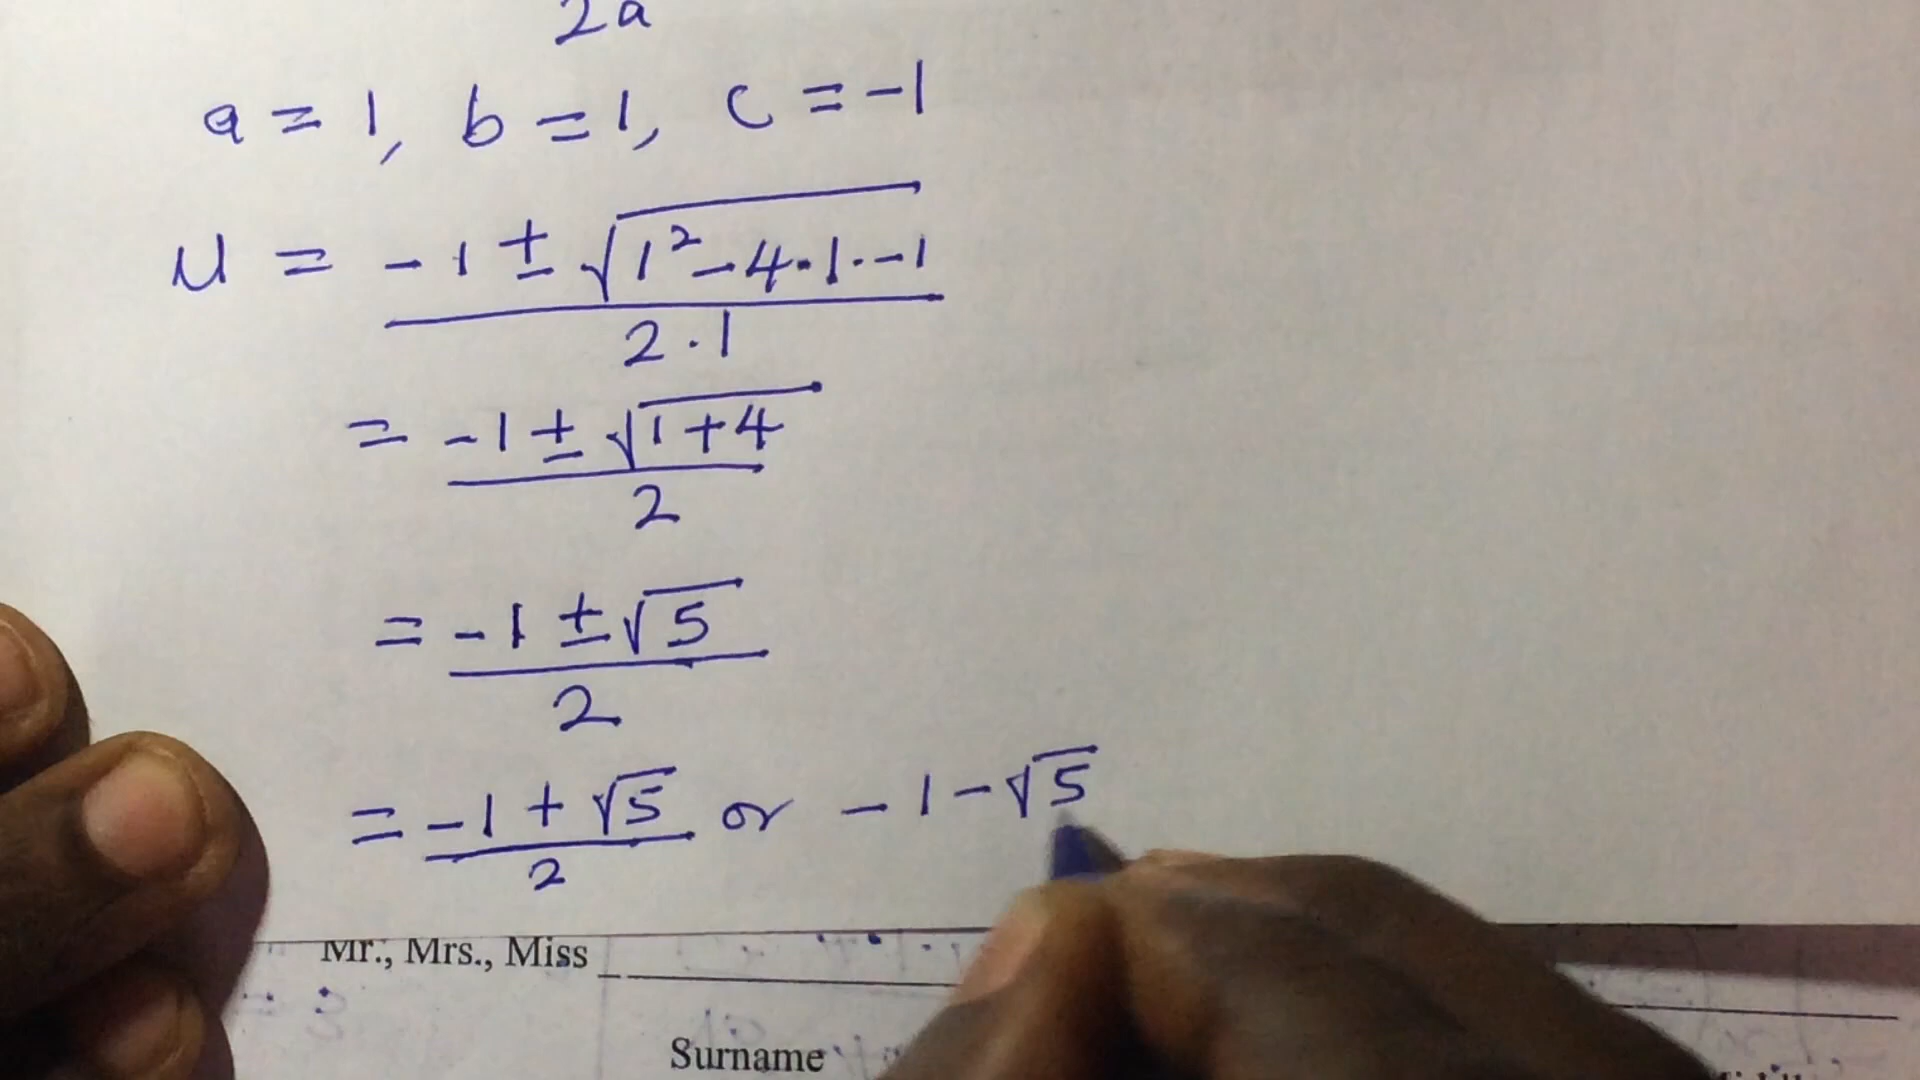 2a
a = 1, b = 1, c = -1
u = -1 ± √(1² - 4·1·-1)
2·1
= -1 ± √(1+4)
2
= -1 ± √5
2
= -1 + √5 or -1 - √5
2
Mr., Mrs., Miss
Surname